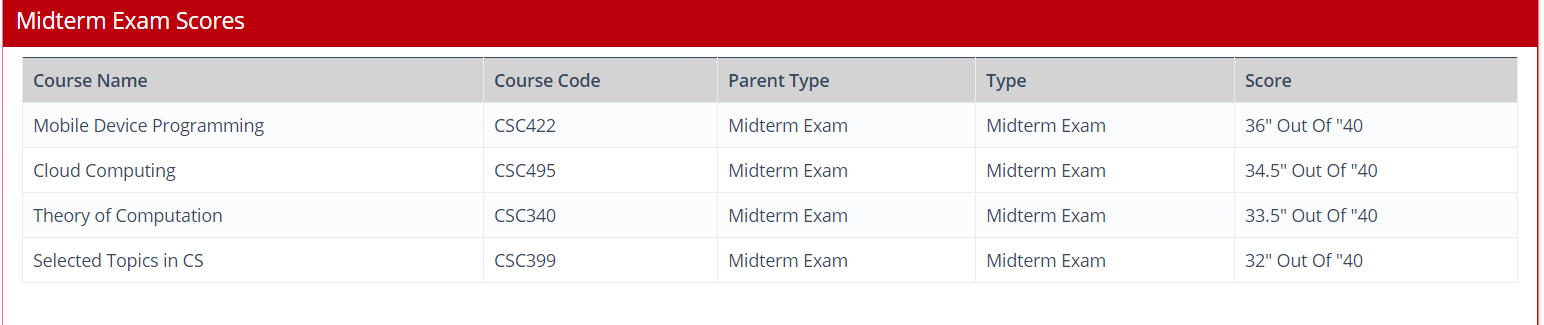 Midterm Exam Scores
Course Name Course Code Parent Type Type Score
Mobile Device Programming CSC422 Midterm Exam Midterm Exam 36" Out Of "40
Cloud Computing CSC495 Midterm Exam Midterm Exam 34.5" Out Of "40
Theory of Computation CSC340 Midterm Exam Midterm Exam 33.5" Out Of "40
Selected Topics in CS CSC399 Midterm Exam Midterm Exam 32" Out Of "40